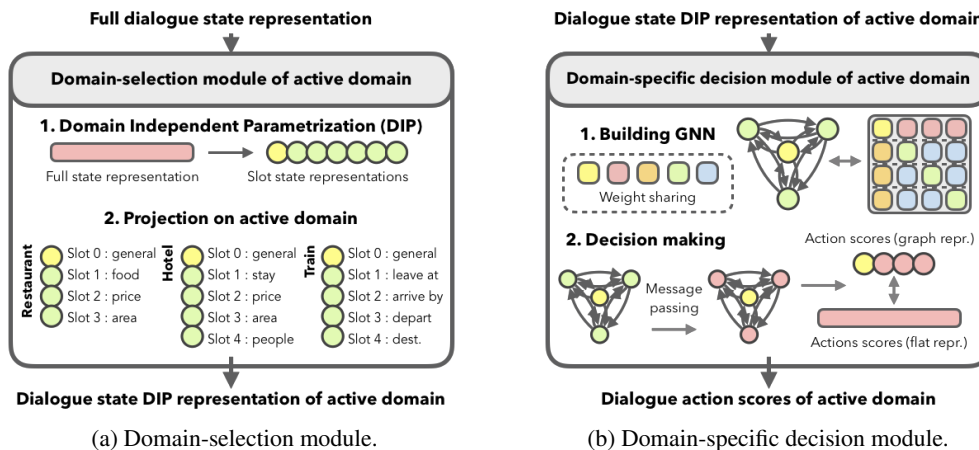 Full dialogue state representation
Domain-selection module of active domain
1. Domain Independent Parametrization (DIP)
Full state representation
Slot state representations
2. Projection on active domain
Restaurant
Slot 0 : general
Slot 1 : food
Slot 2 : price
Slot 3 : area
Hotel
Slot 0 : general
Slot 1 : stay
Slot 2 : price
Slot 3 : area
Slot 4 : people
Train
Slot 0 : general
Slot 1 : leave at
Slot 2 : arrive by
Slot 3 : depart
Slot 4 : dest.
Dialogue state DIP representation of active domain
(a) Domain-selection module.
Dialogue state DIP representation of active domain
Domain-specific decision module of active domain
1. Building GNN
Weight sharing
2. Decision making
Message
passing
Action scores (graph repr.)
Actions scores (flat repr.)
Dialogue action scores of active domain
(b) Domain-specific decision module.